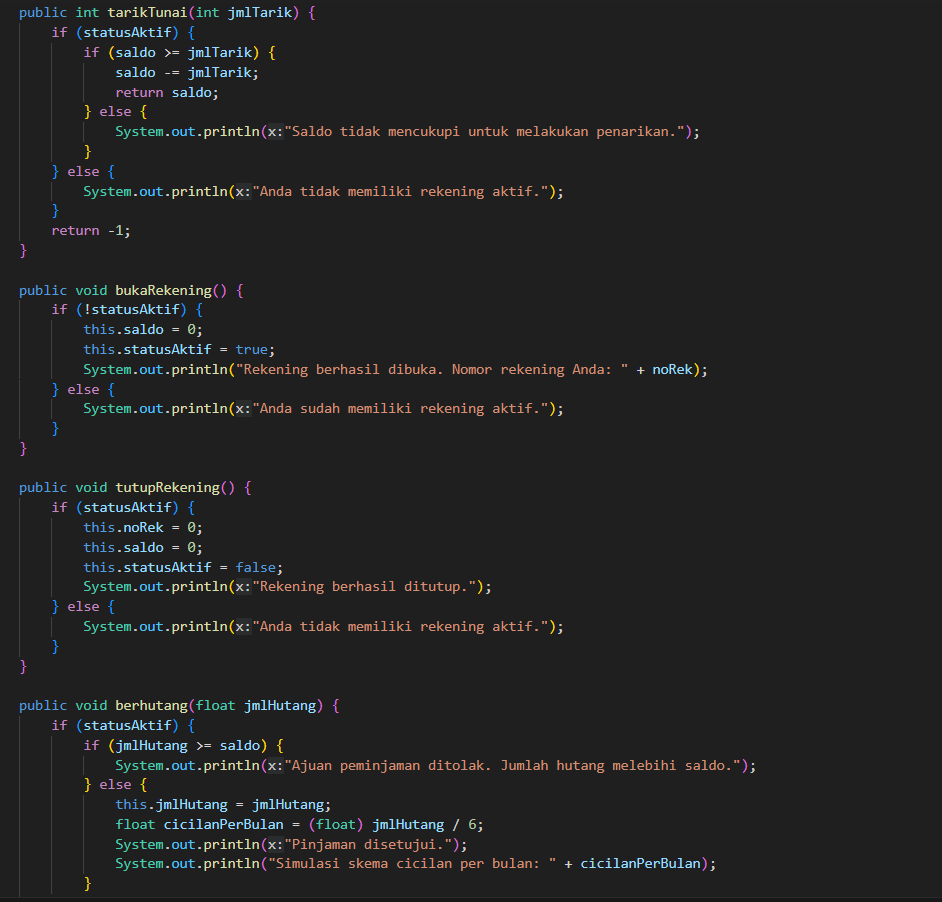 public int tarikTunai(int jmlTarik) {
    if (statusAktif) {
        if (saldo >= jmlTarik) {
            saldo -= jmlTarik;
            return saldo;
        } else {
            System.out.println(x:"Saldo tidak mencukupi untuk melakukan penarikan.");
        }
    } else {
        System.out.println(x:"Anda tidak memiliki rekening aktif.");
    }
    return -1;
}
public void bukaRekening() {
    if (!statusAktif) {
        this.saldo = 0;
        this.statusAktif = true;
        System.out.println("Rekening berhasil dibuka. Nomor rekening Anda: " + noRek);
    } else {
        System.out.println(x:"Anda sudah memiliki rekening aktif.");
    }
}
public void tutupRekening() {
    if (statusAktif) {
        this.noRek = 0;
        this.saldo = 0;
        this.statusAktif = false;
        System.out.println(x:"Rekening berhasil ditutup.");
    } else {
        System.out.println(x:"Anda tidak memiliki rekening aktif.");
    }
}
public void berhutang(float jmlHutang) {
    if (statusAktif) {
        if (jmlHutang >= saldo) {
            System.out.println(x:"Ajuan peminjaman ditolak. Jumlah hutang melebihi saldo.");
        } else {
            this.jmlHutang = jmlHutang;
            float cicilanPerBulan = (float) jmlHutang / 6;
            System.out.println(x:"Pinjaman disetujui.");
            System.out.println("Simulasi skema cicilan per bulan: " + cicilanPerBulan);
        }